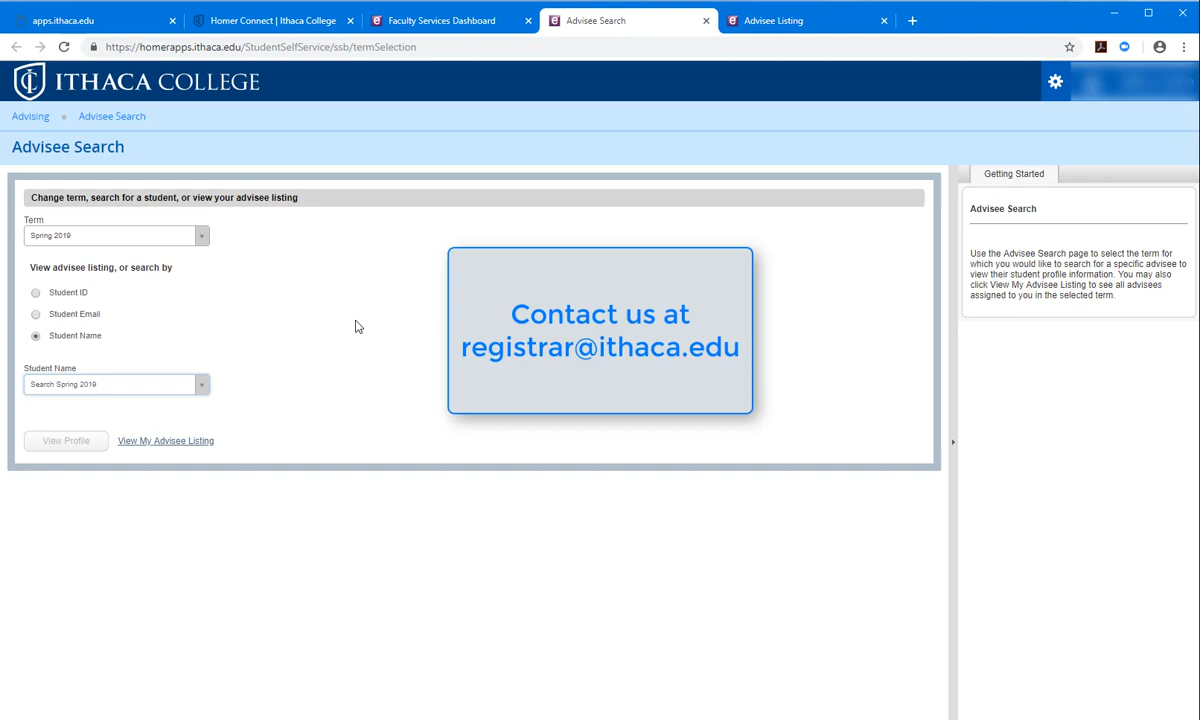 apps.ithaca.edu
Homer Connect | Ithaca College
Faculty Services Dashboard
Advisee Search
Advisee Listing
https://homerapps.ithaca.edu/StudentSelfService/ssb/termSelection
ITHACA COLLEGE
Advising
Advisee Search
Advisee Search
Change term, search for a student, or view your advisee listing
Term
Spring 2019
View advisee listing, or search by
Student ID
Student Email
Student Name
Student Name
Search Spring 2019
View Profile
View My Advisee Listing
Contact us at
registrar@ithaca.edu
Getting Started
Advisee Search
Use the Advisee Search page to select the term for
which you would like to search for a specific advisee to
view their student profile information. You may also
click View My Advisee Listing to see all advisees
assigned to you in the selected term.